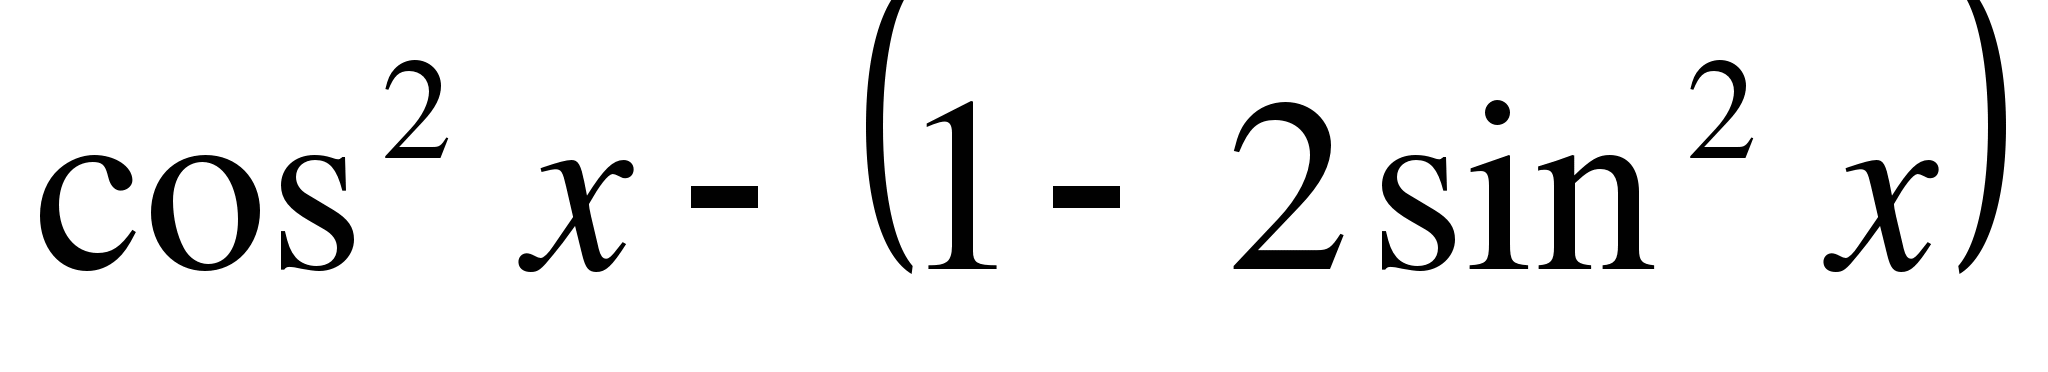 cos² x - (1 - 2sin² x)